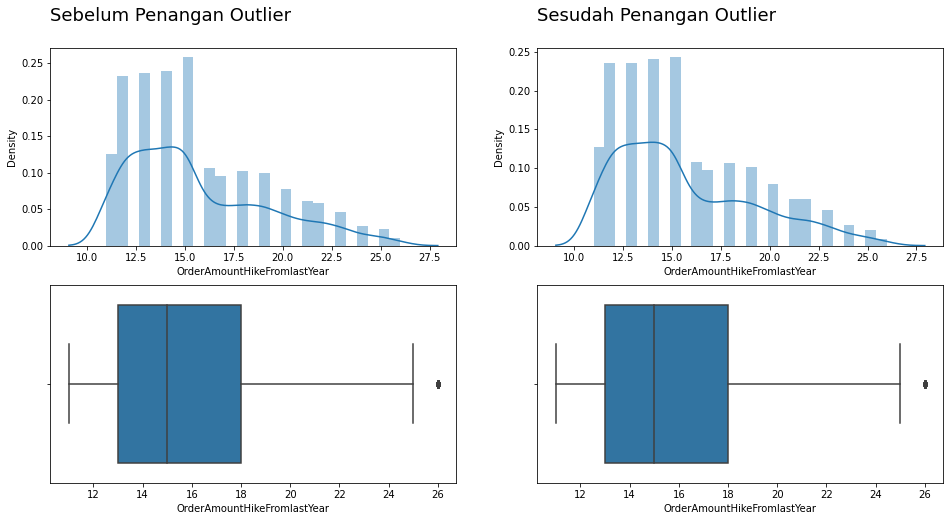 Sebelum Penangan Outlier
Sesudah Penangan Outlier
0.25
0.20
0.15
0.10
0.05
0.00
Density
10.0 12.5 15.0 17.5 20.0 22.5 25.0 27.5
OrderAmountHikeFromlastYear
0.25
0.20
0.15
0.10
0.05
0.00
Density
10.0 12.5 15.0 17.5 20.0 22.5 25.0 27.5
OrderAmountHikeFromlastYear
12 14 16 18 20 22 24 26
OrderAmountHikeFromlastYear
12 14 16 18 20 22 24 26
OrderAmountHikeFromlastYear